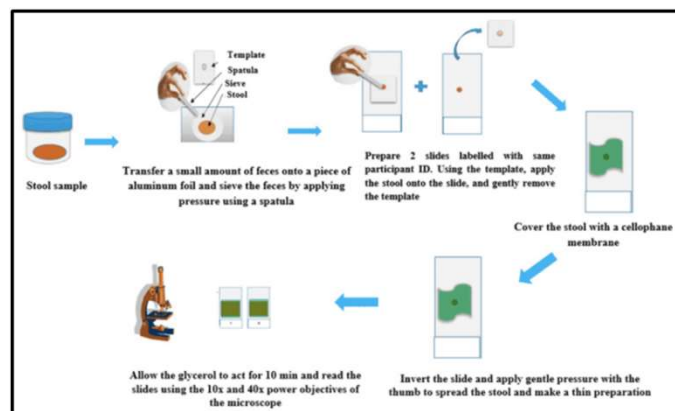 Template
Spatula
Sieve
Stool
Stool sample
Transfer a small amount of feces onto a piece of
aluminum foil and sieve the feces by applying
pressure using a spatula
Prepare 2 slides labelled with same
participant ID. Using the template, apply
the stool onto the slide, and gently remove
the template
Cover the stool with a cellophane
membrane
Invert the slide and apply gentle pressure with the
thumb to spread the stool and make a thin preparation
Allow the glycerol to act for 10 min and read the
slides using the 10x and 40x power objectives of
the microscope